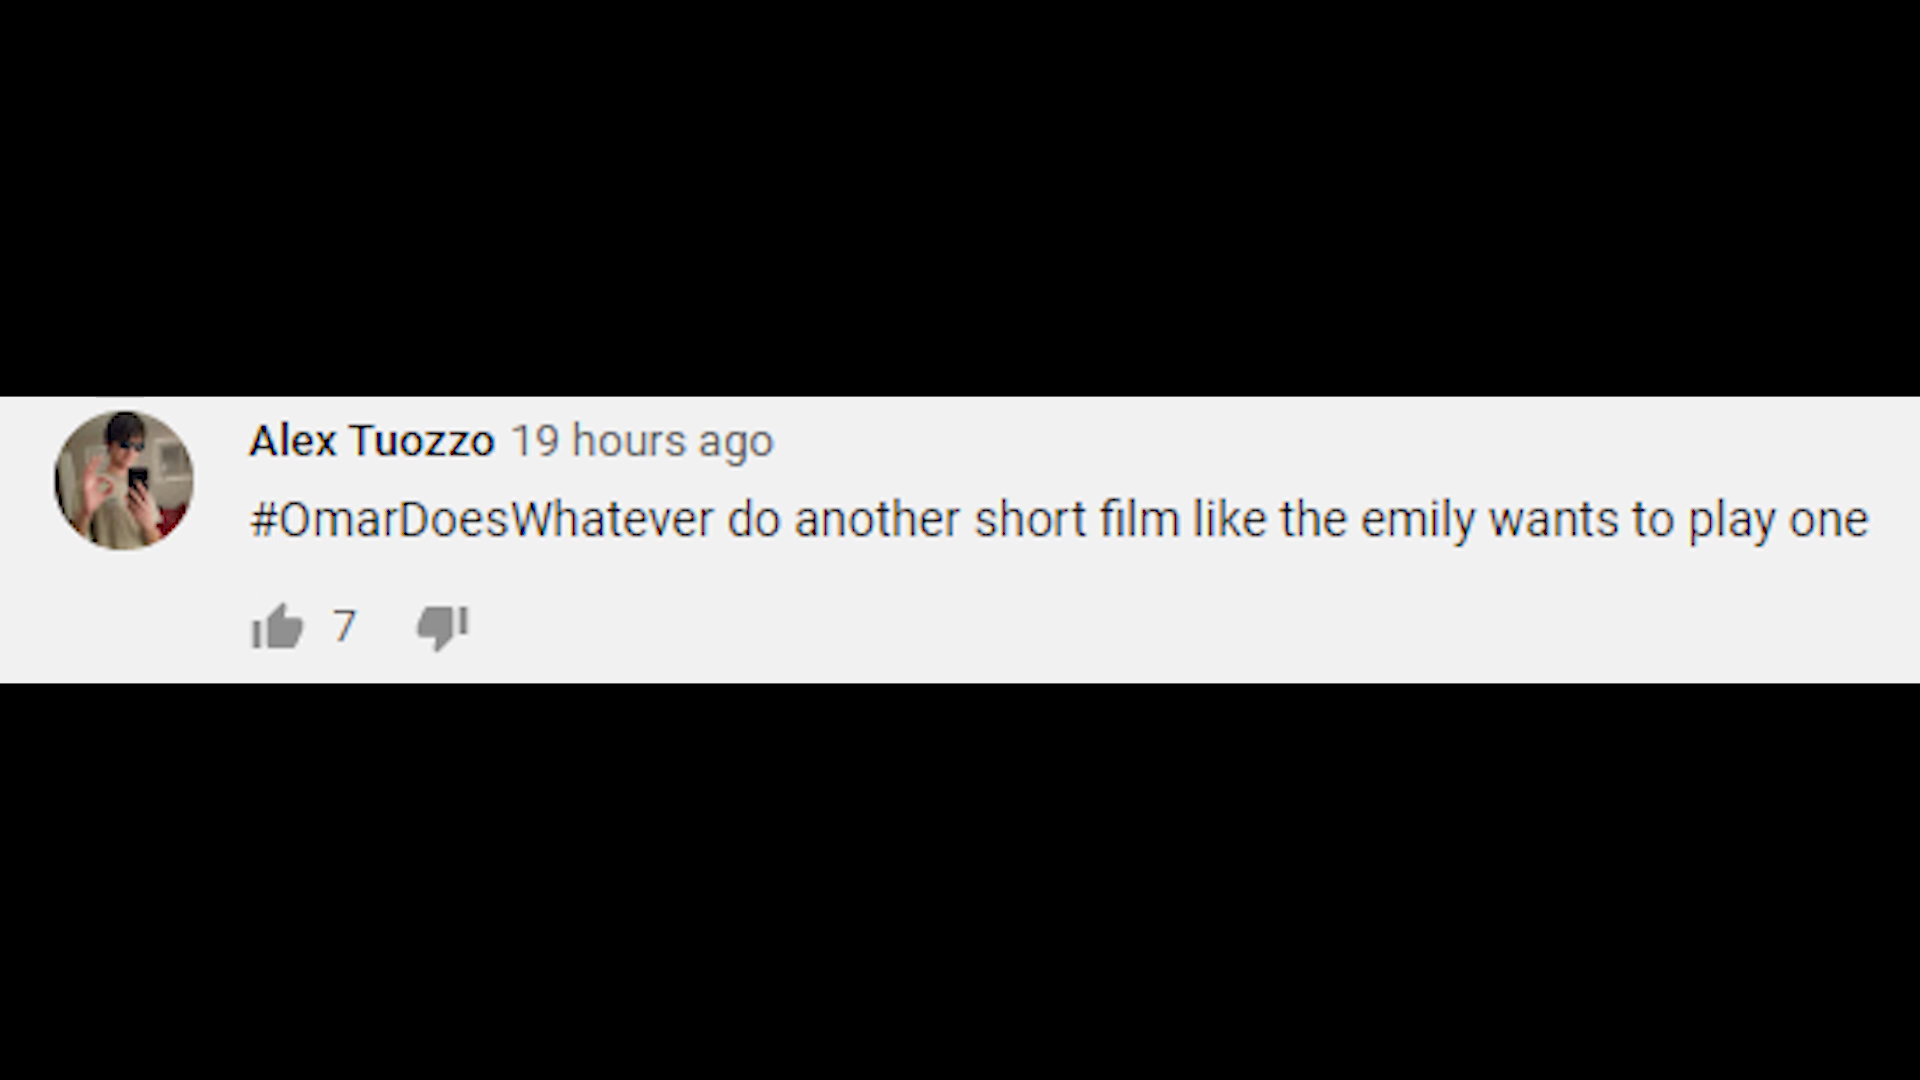 Alex Tuozzo 19 hours ago
#OmarDoesWhatever do another short film like the emily wants to play one
7